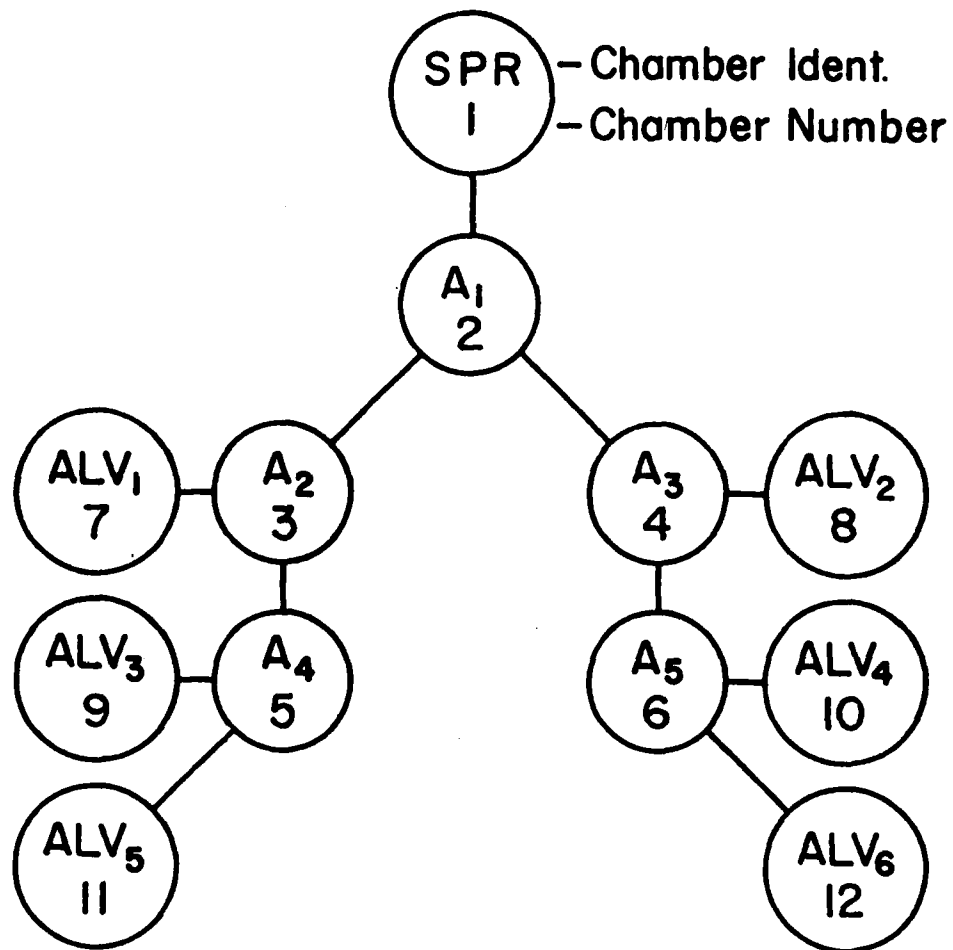 SPR – Chamber Ident.
1 – Chamber Number
A₁
2
ALV₁ A₂ A₃ ALV₂
7 3 4 8
ALV₃ A₄ A₅ ALV₄
9 5 6 10
ALV₅ ALV₆
11 12